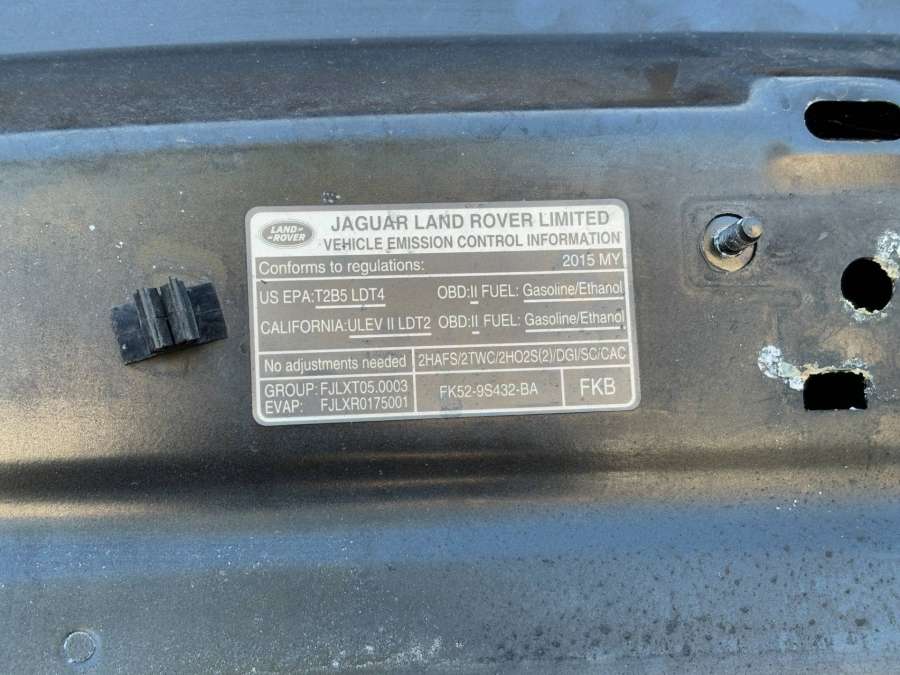 LAND-
-ROVER
JAGUAR LAND ROVER LIMITED
VEHICLE EMISSION CONTROL INFORMATION
Conforms to regulations: 2015 MY
US EPA:T2B5 LDT4 OBD:II FUEL: Gasoline/Ethanol
CALIFORNIA:ULEV II LDT2 OBD:II FUEL: Gasoline/Ethanol
No adjustments needed 2HAFS/2TWC/2HO2S(2)/DGI/SC/CAC
GROUP: FJLXT05.0003
EVAP: FJLXR0175001
FK52-9S432-BA
FKB